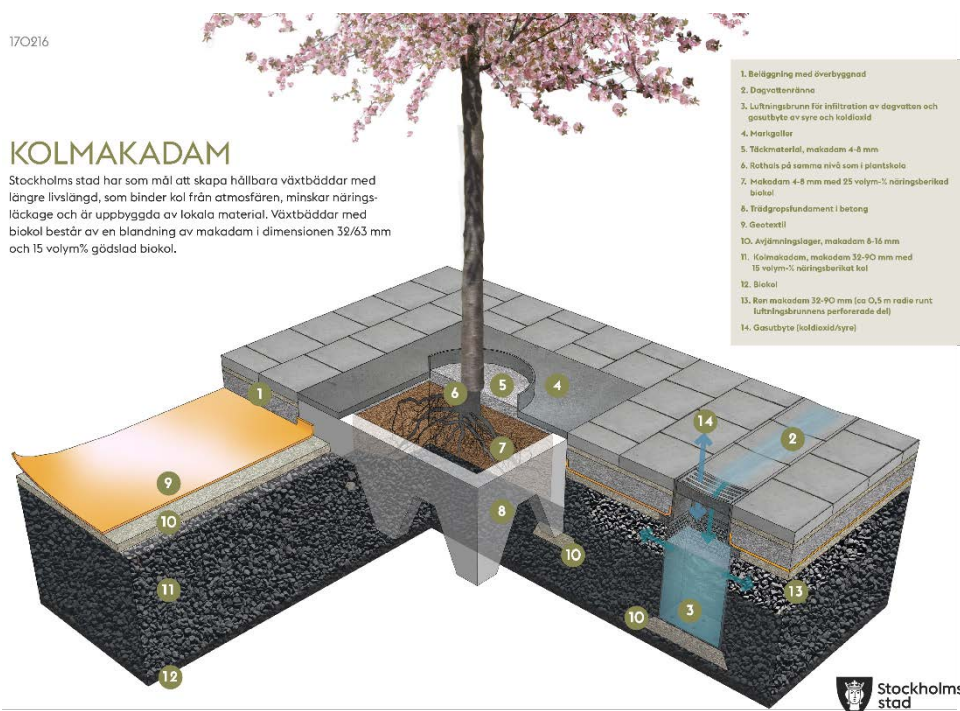 170216
KOLMAKADAM
Stockholms stad har som mål att skapa hållbara växtbäddar med
längre livslängd, som binder kol från atmosfären, minskar närings-
läckage och är uppbyggda av lokala material. Växtbäddar med
biokol består av en blandning av makadam i dimensionen 32/63 mm
och 15 volym% gödslad biokol.
1. Beläggning med överbyggnad
2. Dagvattenränna
3. Luftningsbrunn för infiltration av dagvatten och
gasutbyte av syre och koldioxid
4. Markgaller
5. Täckmaterial, makadam 4-8 mm
6. Rothals på samma nivå som i plantskola
7. Makadam 4-8 mm med 25 volym-% näringsberikad
biokol
8. Trädgropsfundament i betong
9. Geotextil
10. Avjämningslager, makadam 8-16 mm
11. Kolmakadam, makadam 32-90 mm med
15 volym-% näringsberikat kol
12. Biokol
13. Ren makadam 32-90 mm (ca 0,5 m radie runt
luftningsbrunnens perforerade del)
14. Gasutbyte (koldioxid/syre)
1
6
5
4
14
2
7
9
8
10
10
11
13
3
10
12
Stockholms
stad